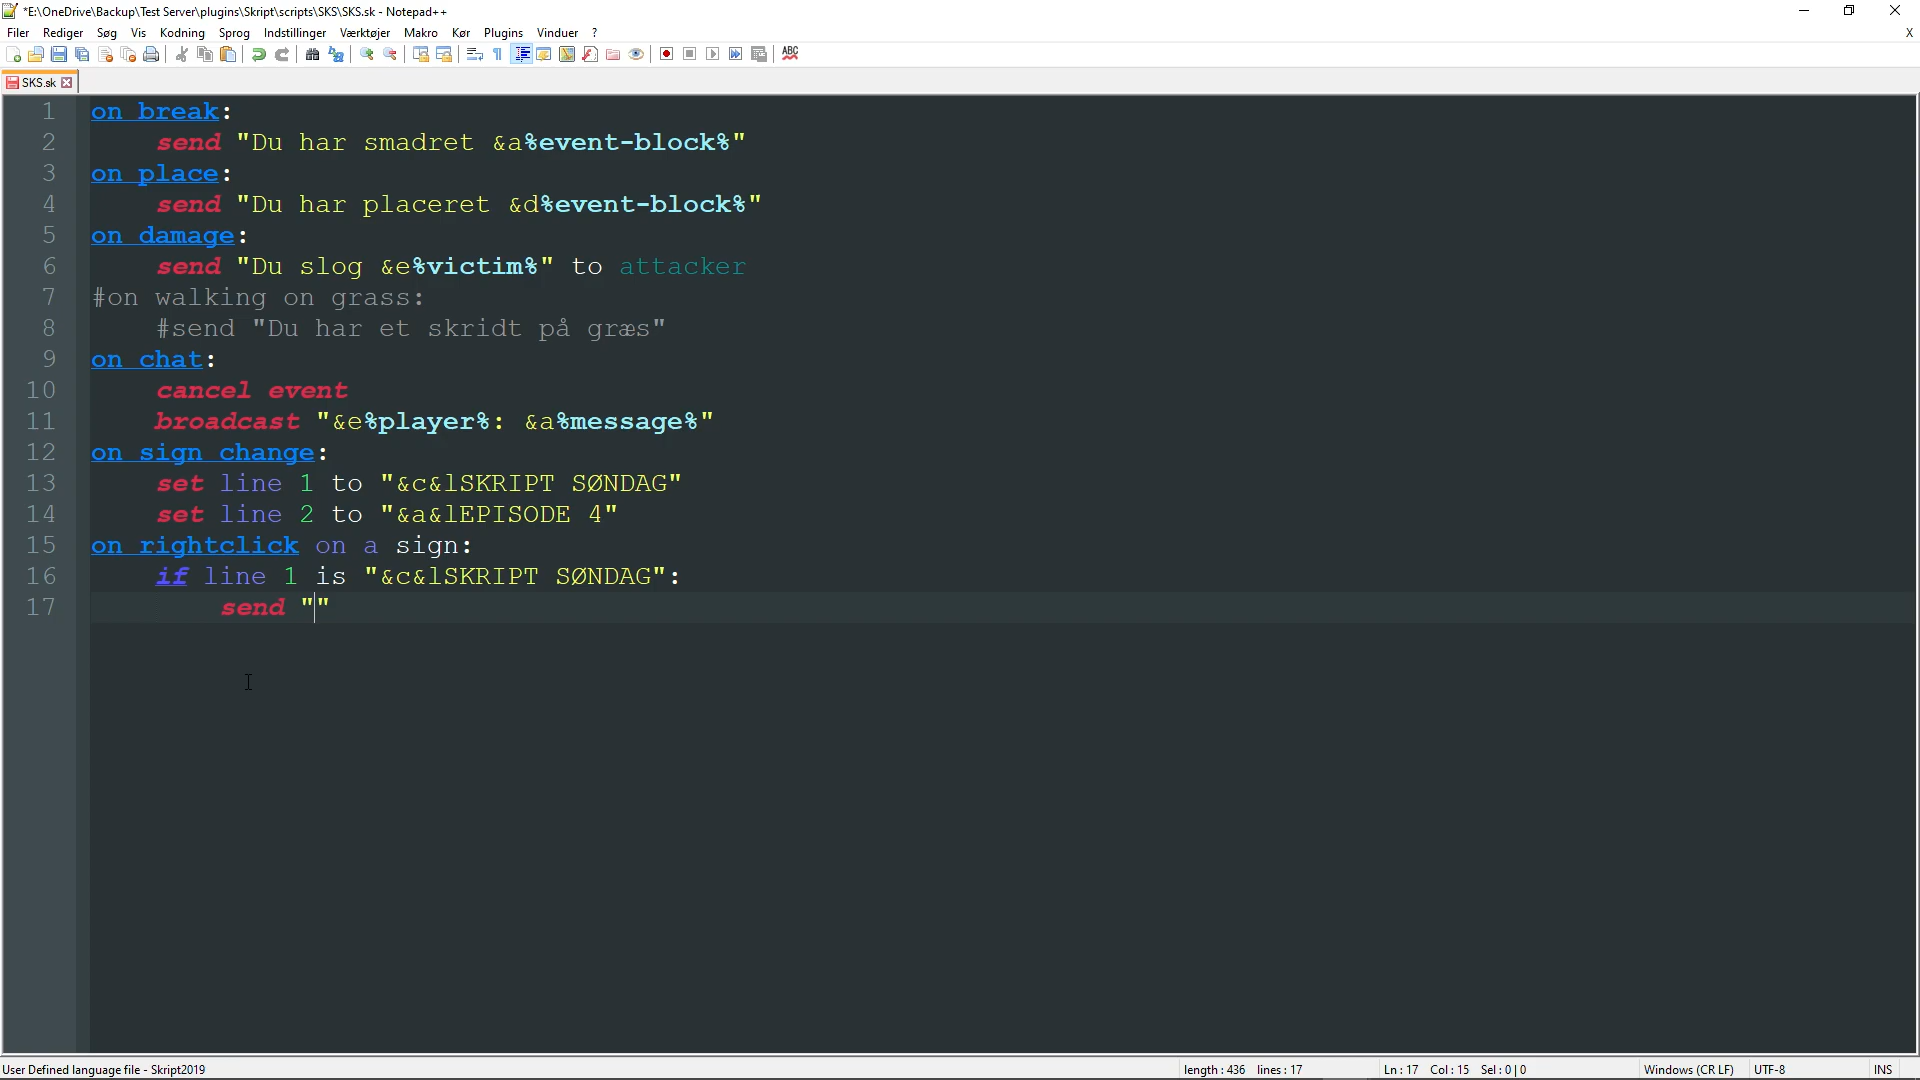 *E:\OneDrive\Backup\Test Server\plugins\Skript\scripts\SKS\SKS.sk - Notepad++
Filer Rediger Søg Vis Kodning Sprog Indstillinger Værktøjer Makro Kør Plugins Vinduer ? X
SKS.sk
1 on break:
2 send "Du har smadret &a%event-block%"
3 on place:
4 send "Du har placeret &d%event-block%"
5 on damage:
6 send "Du slog &e%victim%" to attacker
7 #on walking on grass:
8 #send "Du har et skridt på græs"
9 on chat:
10 cancel event
11 broadcast "&e%player%: &a%message%"
12 on sign change:
13 set line 1 to "&c&lSKRIPT SØNDAG"
14 set line 2 to "&a&lEPISODE 4"
15 on rightclick on a sign:
16 if line 1 is "&c&lSKRIPT SØNDAG":
17 send ""
User Defined language file - Skript2019 length : 436 lines : 17 Ln : 17 Col : 15 Sel : 0 | 0 Windows (CR LF) UTF-8 INS